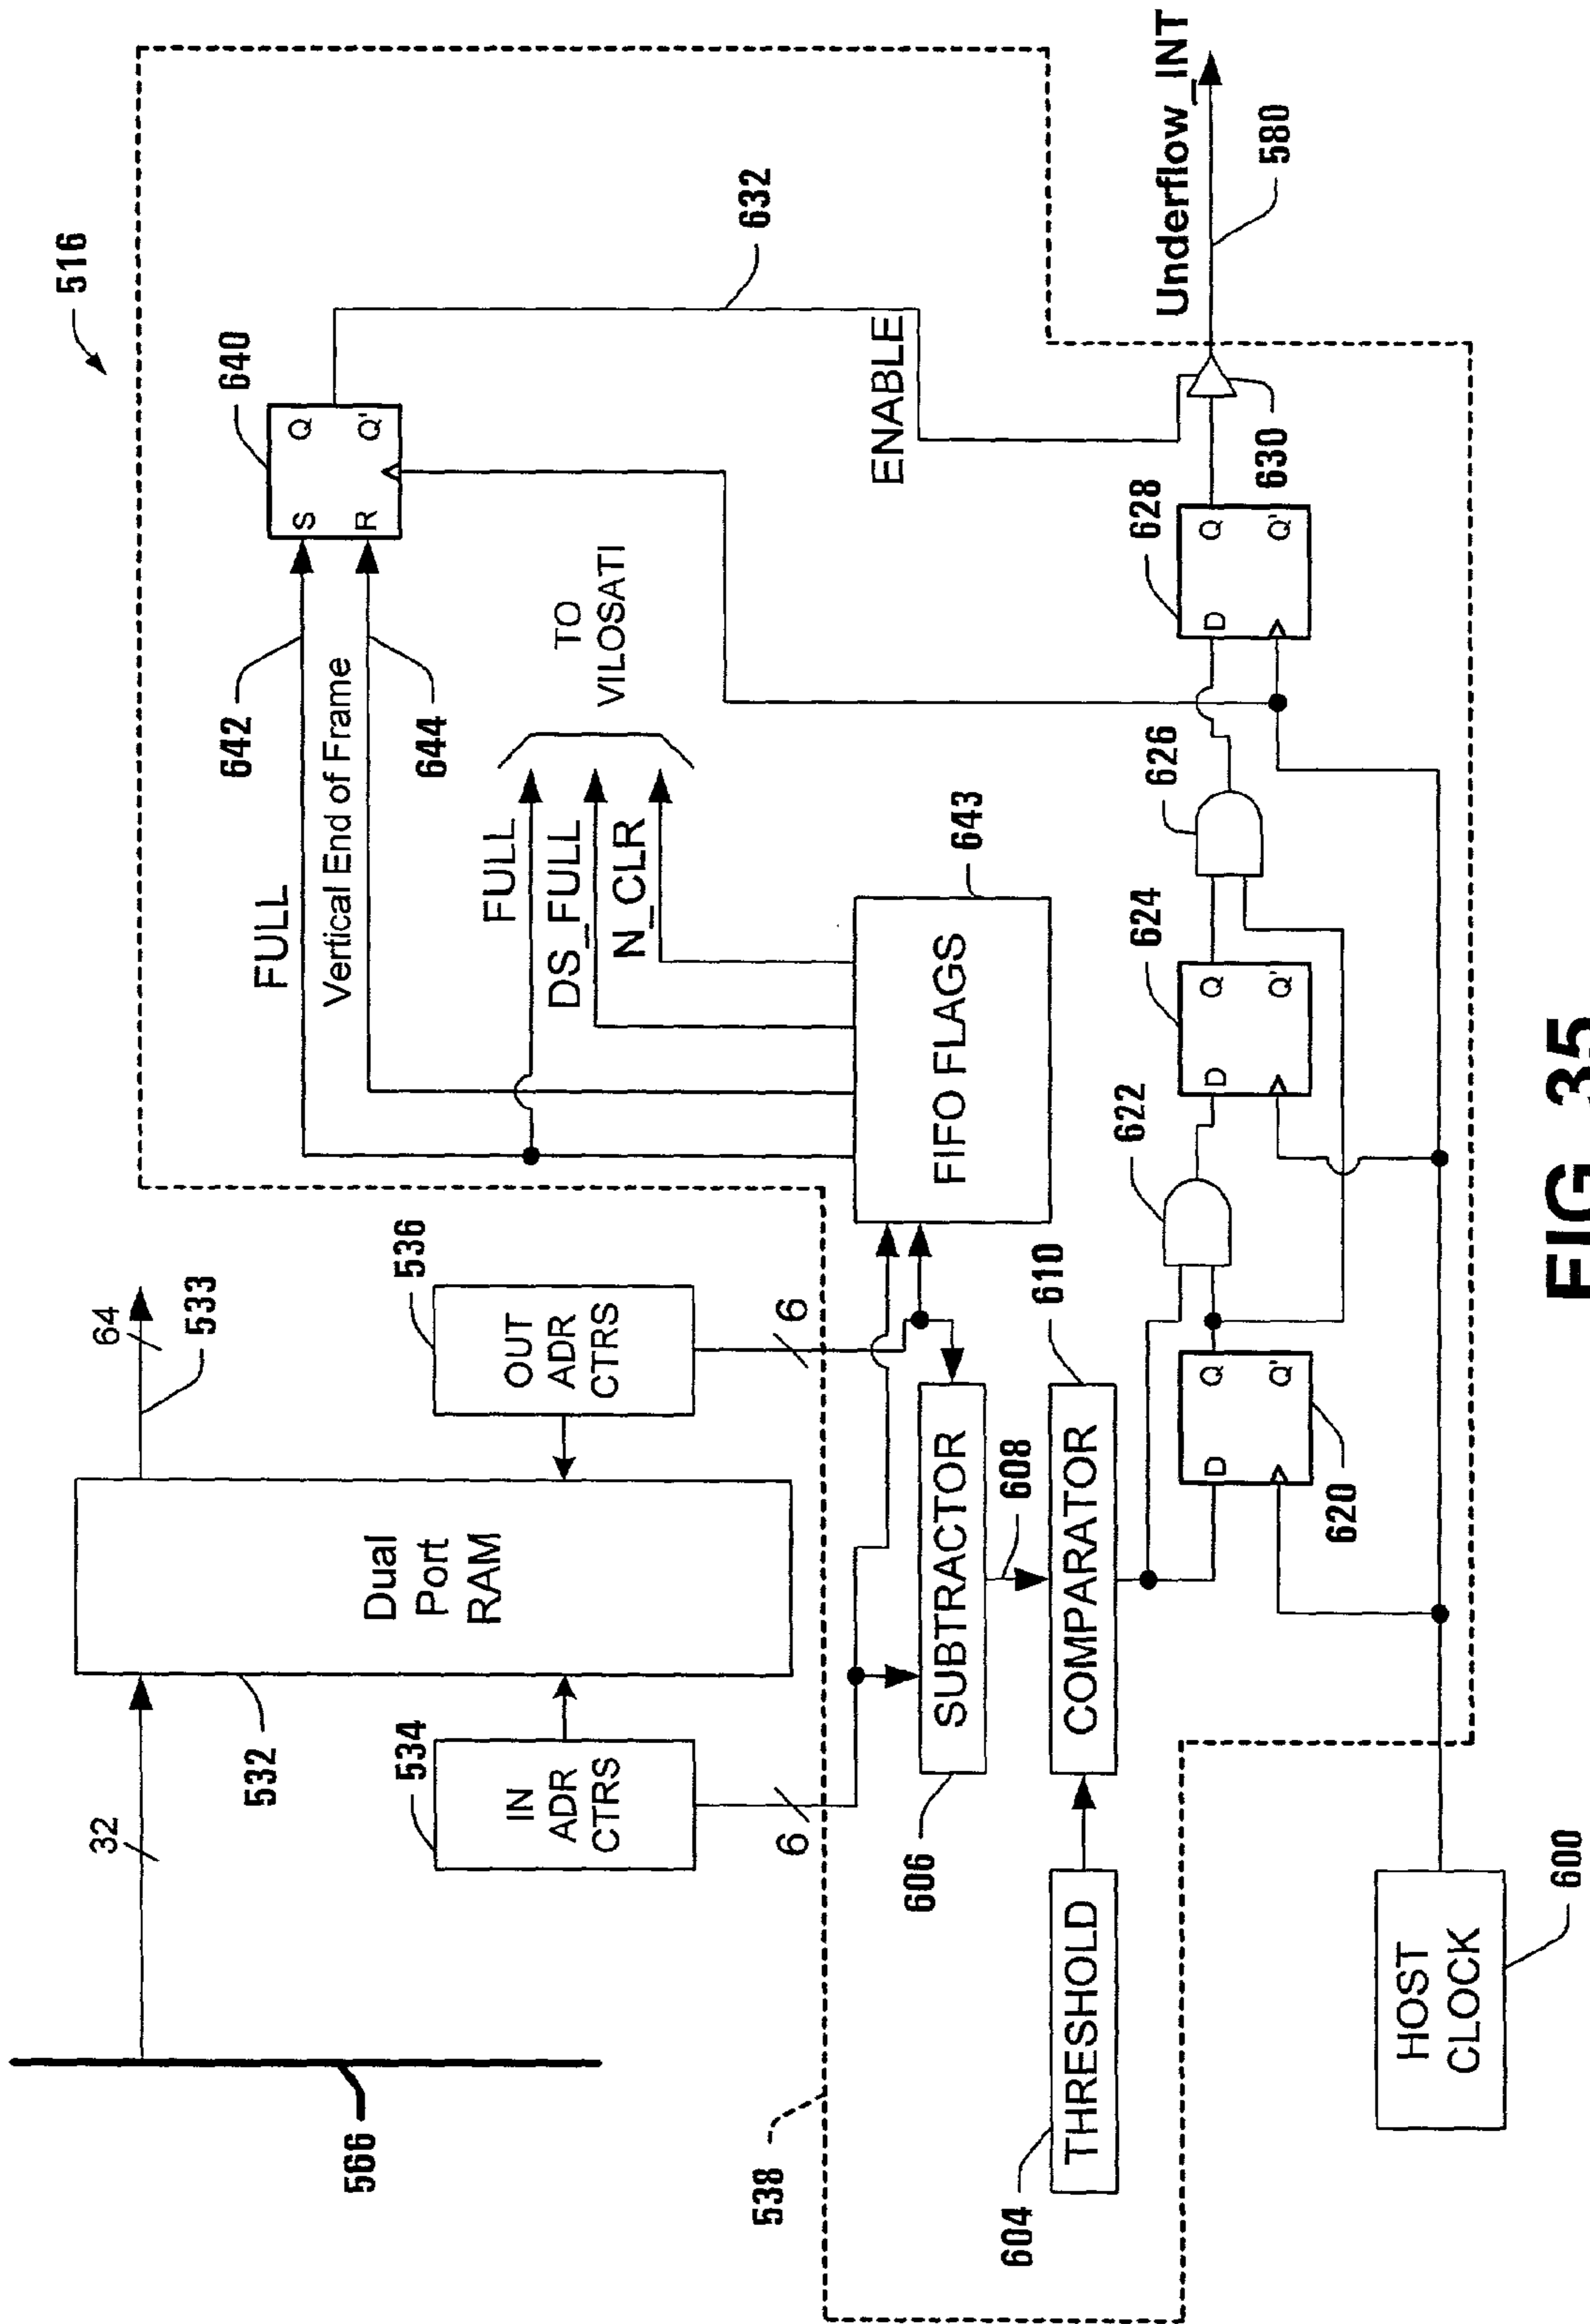 516
566
32
532
Dual
Port
RAM
64
533
534
IN
ADR
CTRS
6
536
OUT
ADR
CTRS
6
538
642
FULL
Vertical End of Frame
644
640
S
R
Q
Q'
632
FULL
DS_FULL
N_CLR
TO
VILOSATI
643
FIFO FLAGS
606
SUBTRACTOR
608
604
THRESHOLD
610
COMPARATOR
620
D
Q
Q'
622
624
D
Q
Q'
626
628
D
Q
Q'
ENABLE
630
Underflow_INT
580
HOST
CLOCK
600
FIG. 35